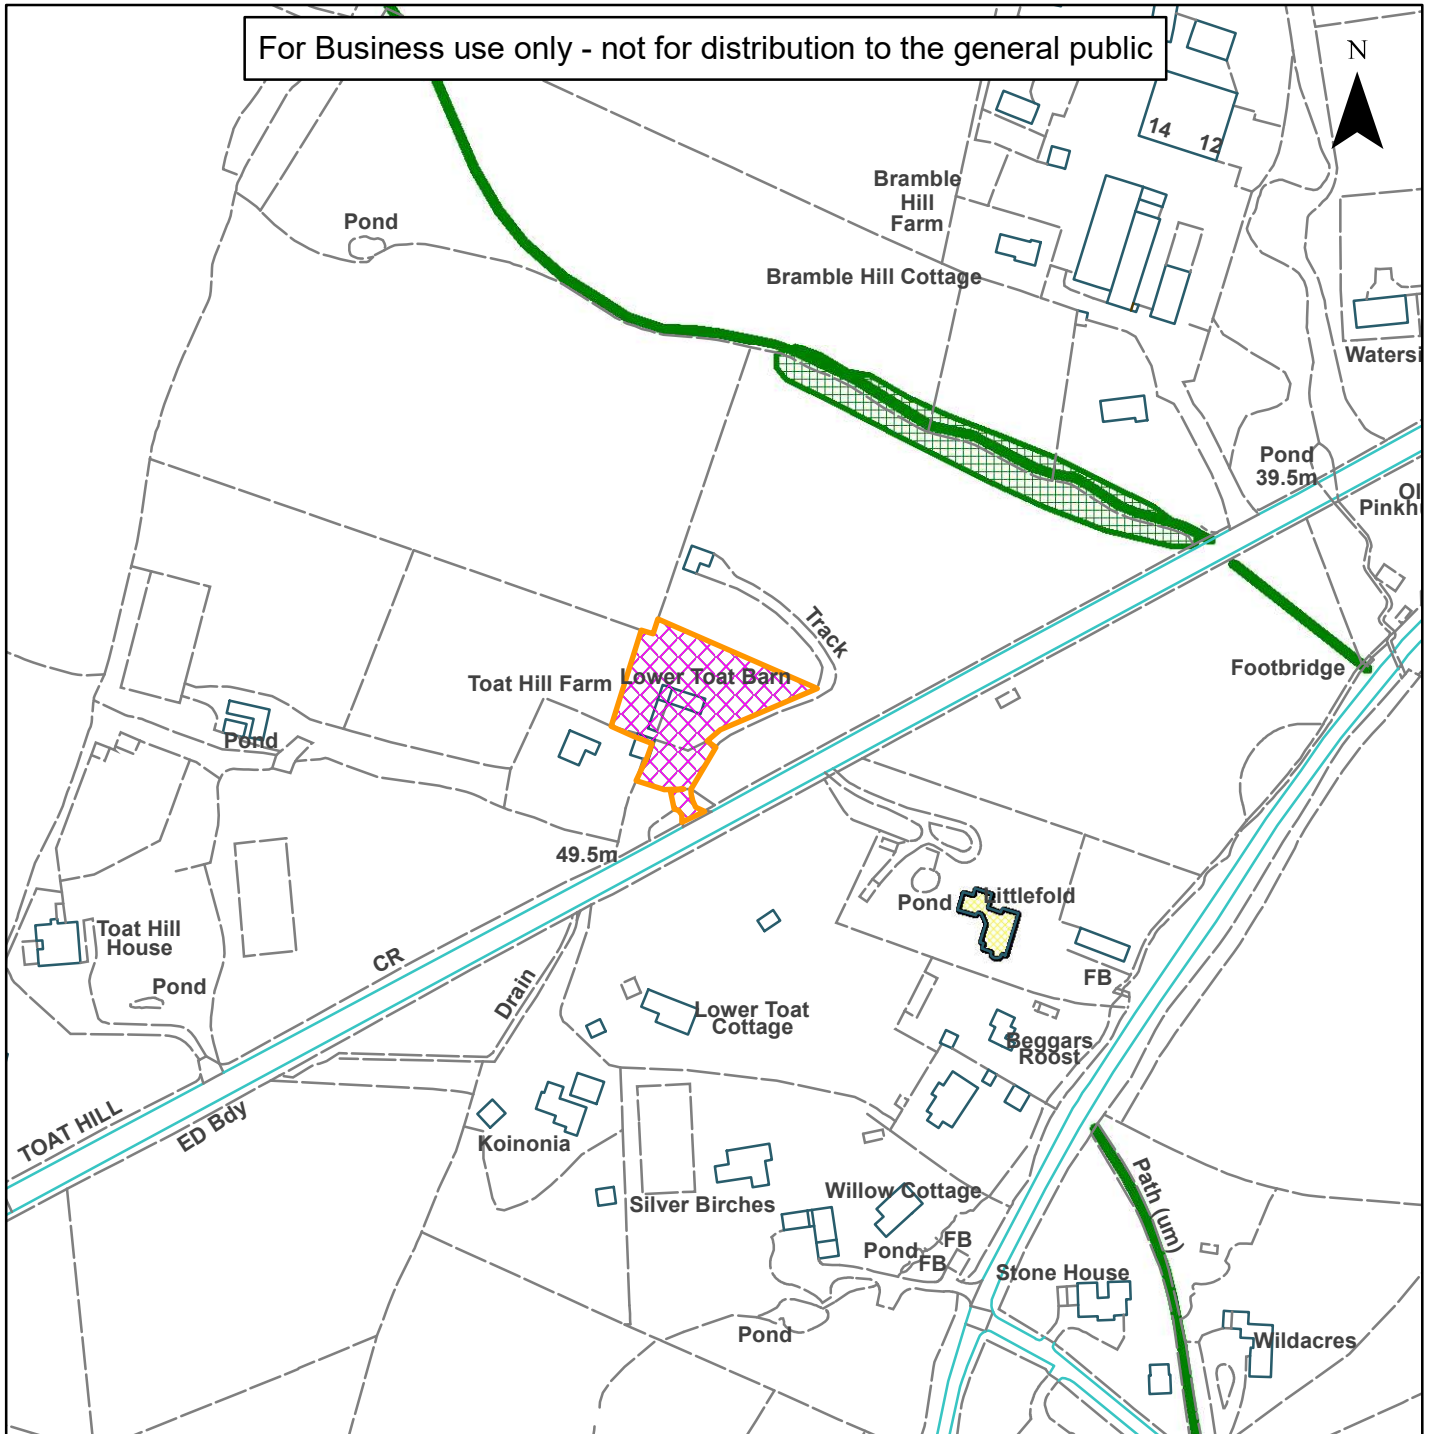 For Business use only - not for distribution to the general public
N
14
12
Bramble
Hill
Farm
Pond
Bramble Hill Cottage
Watersi
Pond
39.5m
Ol
Pinkh
Track
Footbridge
Lower Toat Barn
Toat Hill Farm
Pond
49.5m
Littlefold
Pond
Toat Hill
House
CR
FB
Pond
Drain
Lower Toat
Cottage
Beggars
Roost
TOAT HILL
ED Bdy
Koinonia
Path (um)
Willow Cottage
Silver Birches
FB
Pond
FB
Stone House
Pond
Wildacres